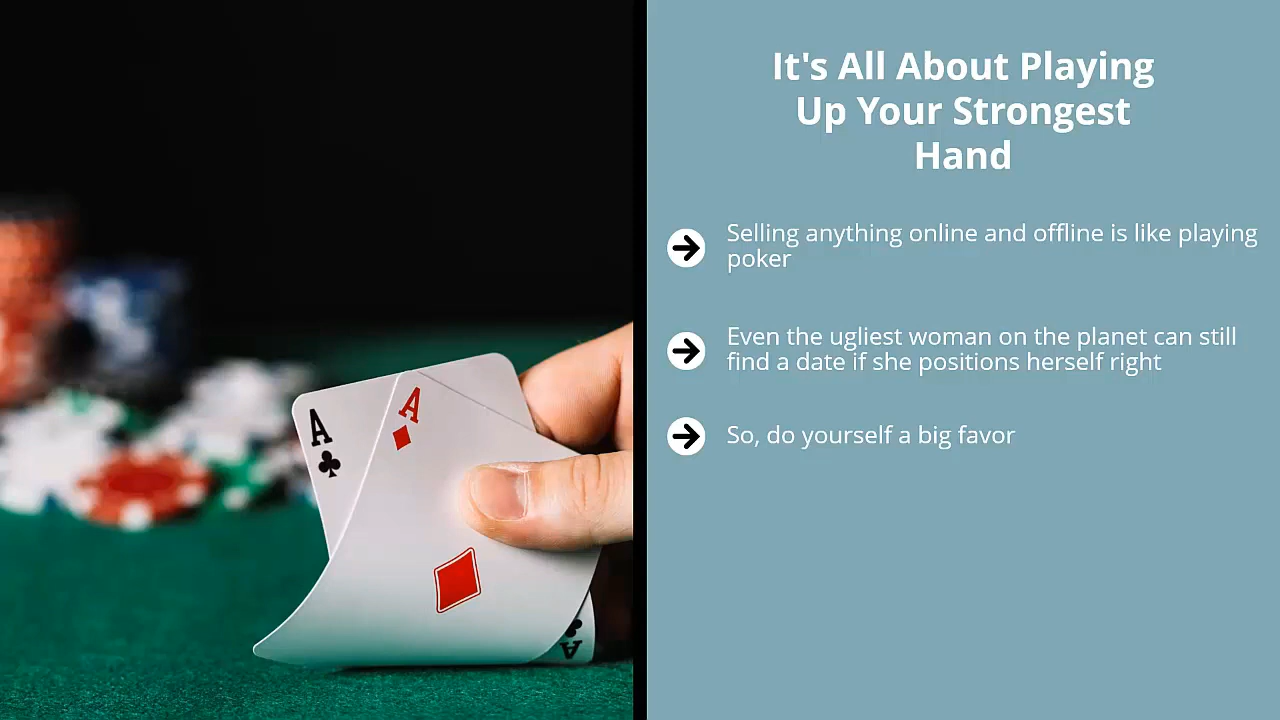 It's All About Playing
Up Your Strongest
Hand
Selling anything online and offline is like playing
poker
Even the ugliest woman on the planet can still
find a date if she positions herself right
So, do yourself a big favor
A
A
A